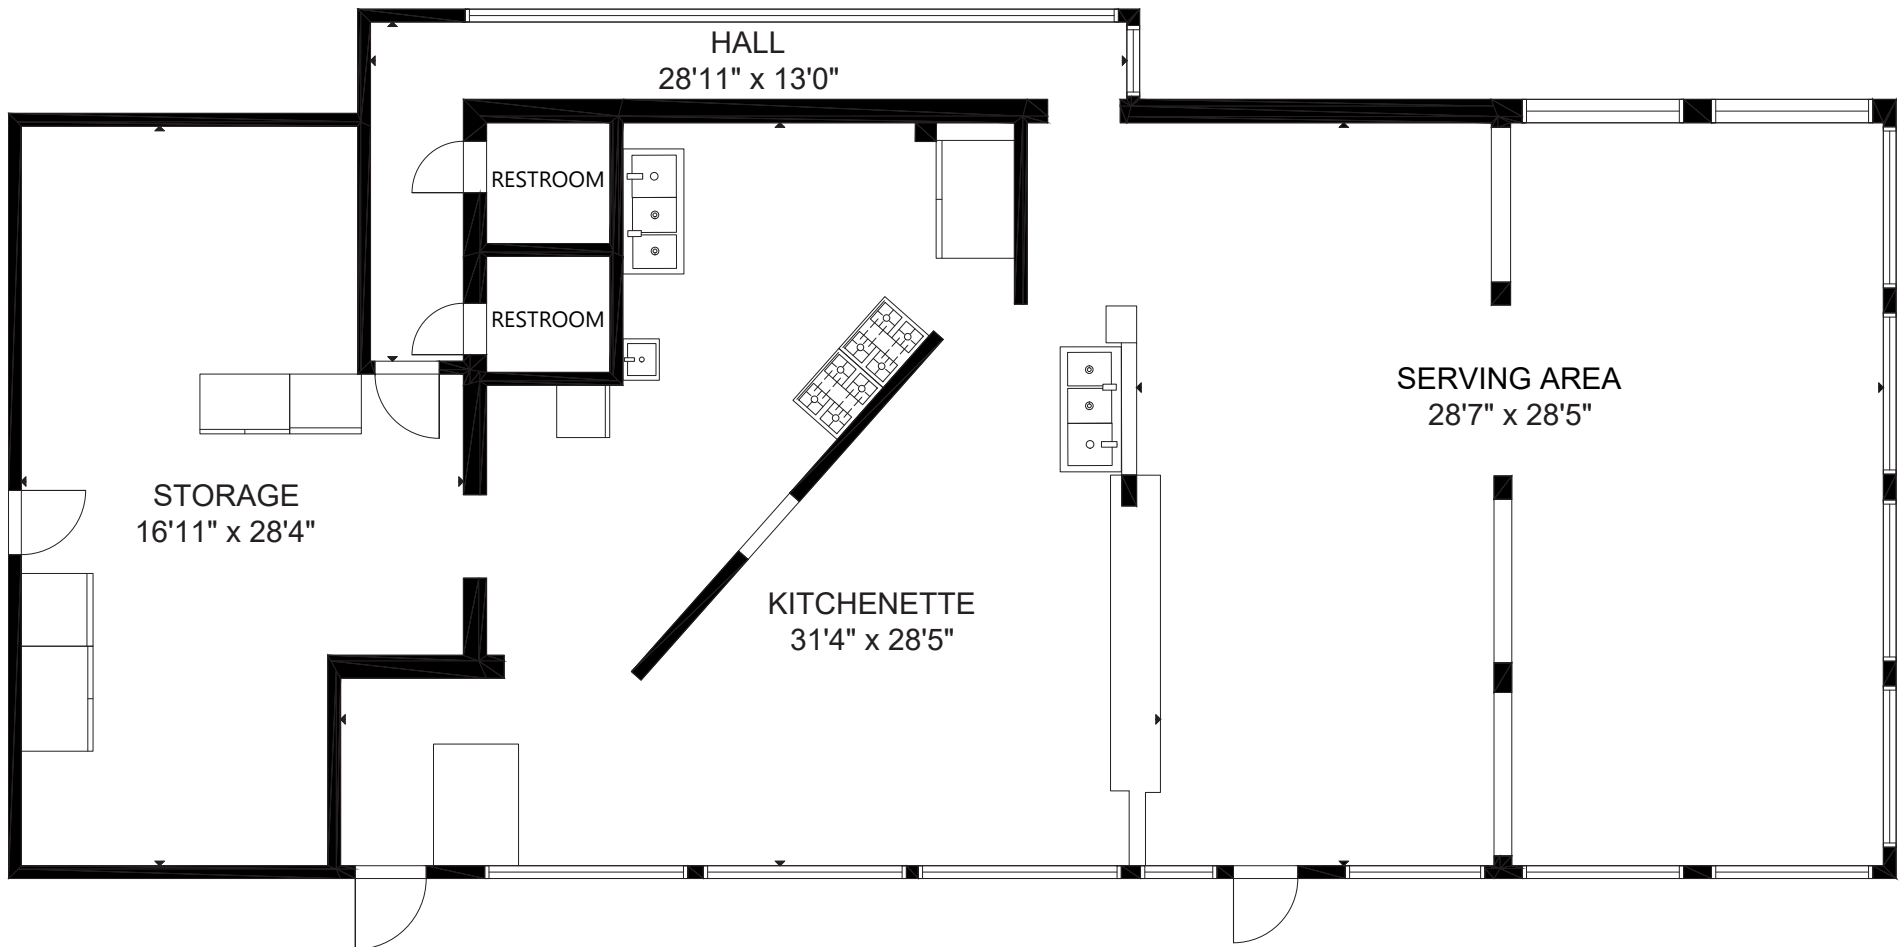 HALL
28'11" x 13'0"
RESTROOM
RESTROOM
SERVING AREA
28'7" x 28'5"
STORAGE
16'11" x 28'4"
KITCHENETTE
31'4" x 28'5"